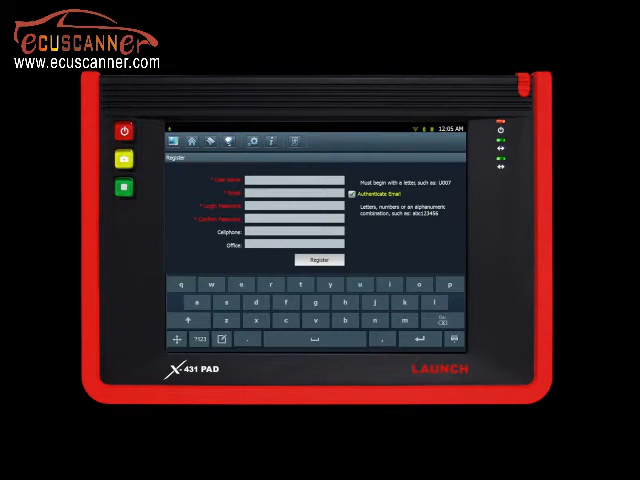 ECUSCANNER
www.ecuscanner.com
12:05 AM
Register
* User Name:
Must begin with a letter, such as: U007
* Email:
Authenticate Email
* Login Password:
Letters, numbers or an alphanumeric
combination, such as: abc123456
* Confirm Password:
Cellphone:
Office:
Register
q w e r t y u i o p
a s d f g h j k l
z x c v b n m Del
?123 . ,
X-431 PAD
LAUNCH